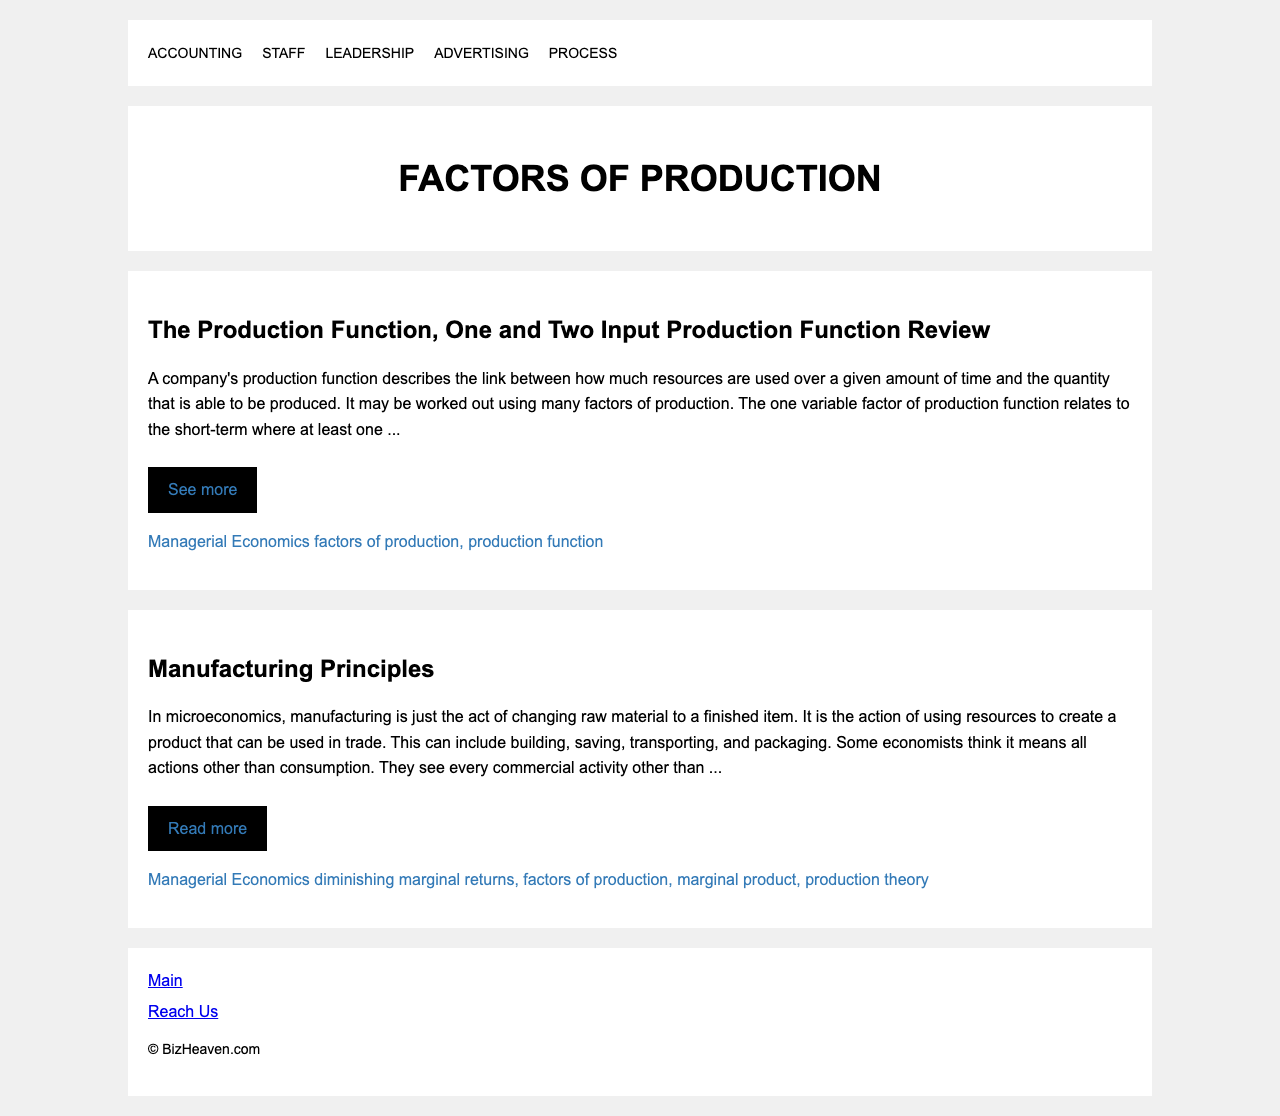 ACCOUNTING STAFF LEADERSHIP ADVERTISING PROCESS
FACTORS OF PRODUCTION
The Production Function, One and Two Input Production Function Review
A company's production function describes the link between how much resources are used over a given amount of time and the quantity
that is able to be produced. It may be worked out using many factors of production. The one variable factor of production function relates to
the short-term where at least one ...
See more
Managerial Economics factors of production, production function
Manufacturing Principles
In microeconomics, manufacturing is just the act of changing raw material to a finished item. It is the action of using resources to create a
product that can be used in trade. This can include building, saving, transporting, and packaging. Some economists think it means all
actions other than consumption. They see every commercial activity other than ...
Read more
Managerial Economics diminishing marginal returns, factors of production, marginal product, production theory
Main
Reach Us
© BizHeaven.com